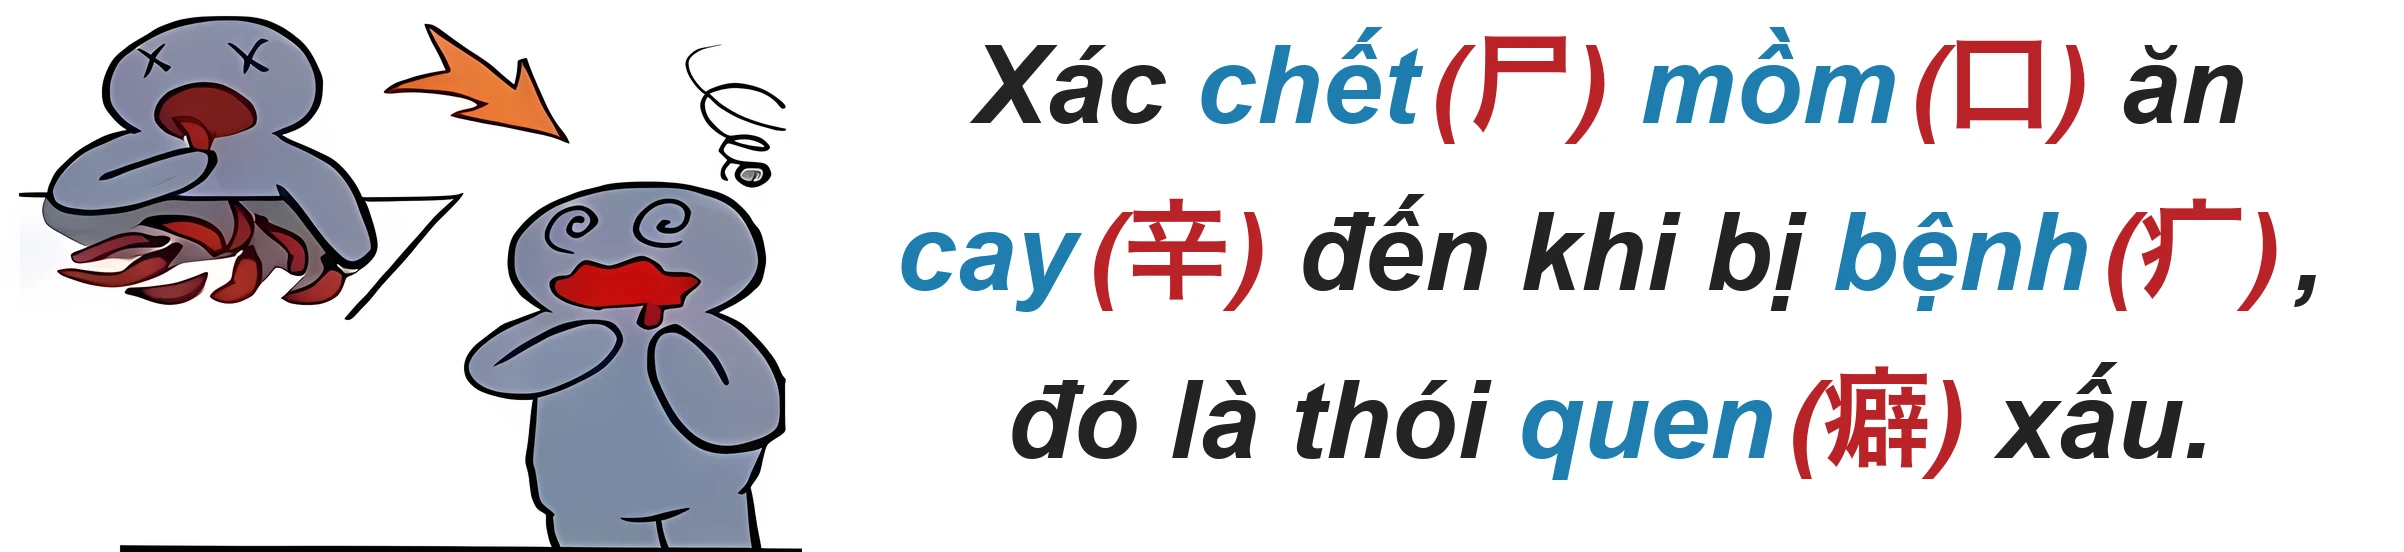 Xác chết(尸) mồm(口) ăn
cay(辛) đến khi bị bệnh(疒),
đó là thói quen(癖) xấu.